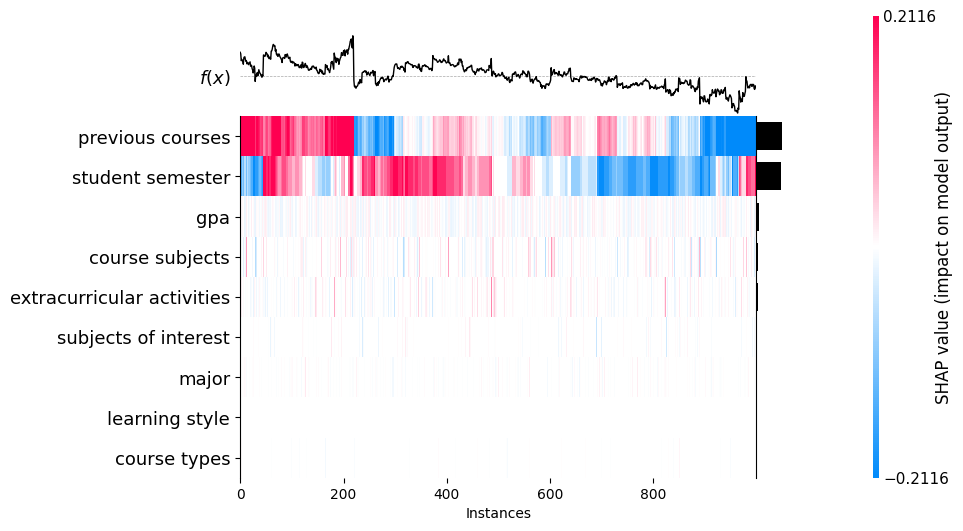 0.2116
f(x)
previous courses
student semester
gpa
course subjects
extracurricular activities
subjects of interest
major
learning style
course types
0 200 400 600 800
Instances
SHAP value (impact on model output)
−0.2116